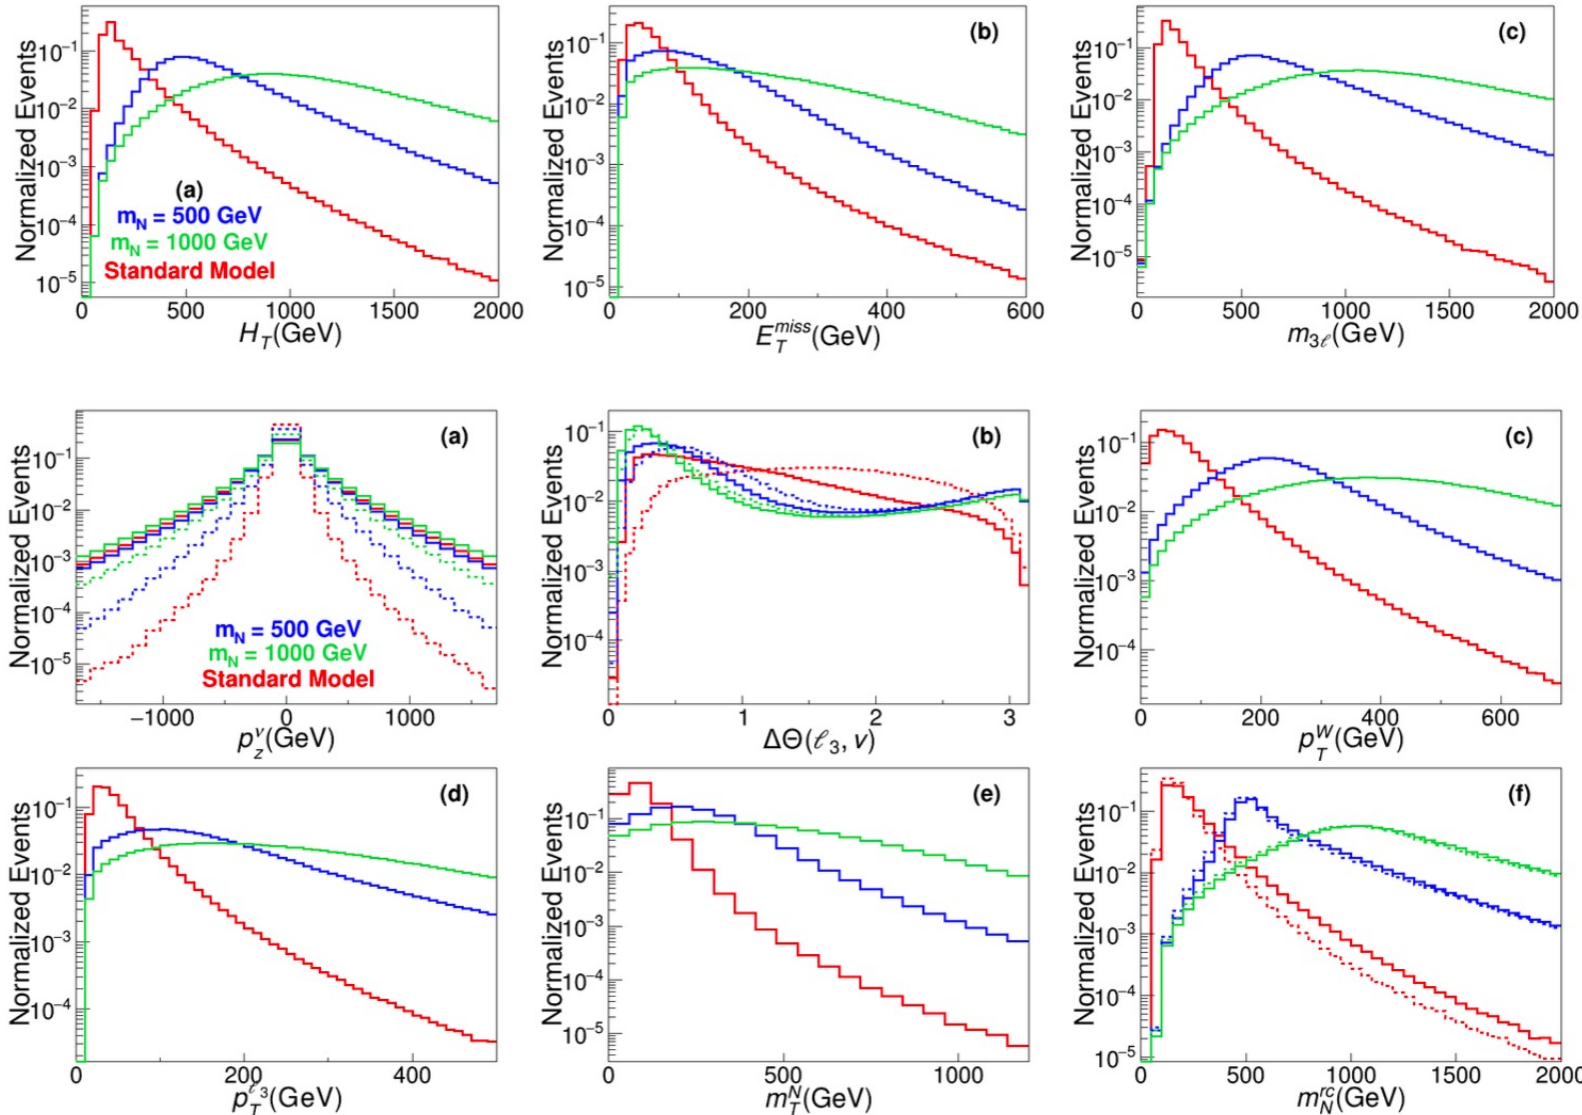 Normalized Events
10⁻¹
10⁻²
10⁻³
10⁻⁴
10⁻⁵
(a)
m_N = 500 GeV
m_N = 1000 GeV
Standard Model
0 500 1000 1500 2000
H_T(GeV)
Normalized Events
10⁻¹
10⁻²
10⁻³
10⁻⁴
10⁻⁵
(b)
0 200 400 600
E_T^miss(GeV)
Normalized Events
10⁻¹
10⁻²
10⁻³
10⁻⁴
10⁻⁵
(c)
0 500 1000 1500 2000
m_3ℓ(GeV)
Normalized Events
10⁻¹
10⁻²
10⁻³
10⁻⁴
10⁻⁵
(a)
m_N = 500 GeV
m_N = 1000 GeV
Standard Model
−1000 0 1000
p_z^ν(GeV)
Normalized Events
10⁻¹
10⁻²
10⁻³
10⁻⁴
(b)
0 1 2 3
ΔΘ(ℓ₃, ν)
Normalized Events
10⁻¹
10⁻²
10⁻³
10⁻⁴
(c)
0 200 400 600
p_T^W(GeV)
Normalized Events
10⁻¹
10⁻²
10⁻³
10⁻⁴
(d)
0 200 400
p_T^ℓ₃(GeV)
Normalized Events
10⁻¹
10⁻²
10⁻³
10⁻⁴
10⁻⁵
(e)
0 500 1000
m_T^N(GeV)
Normalized Events
10⁻¹
10⁻²
10⁻³
10⁻⁴
10⁻⁵
(f)
0 500 1000 1500 2000
m_N^rc(GeV)